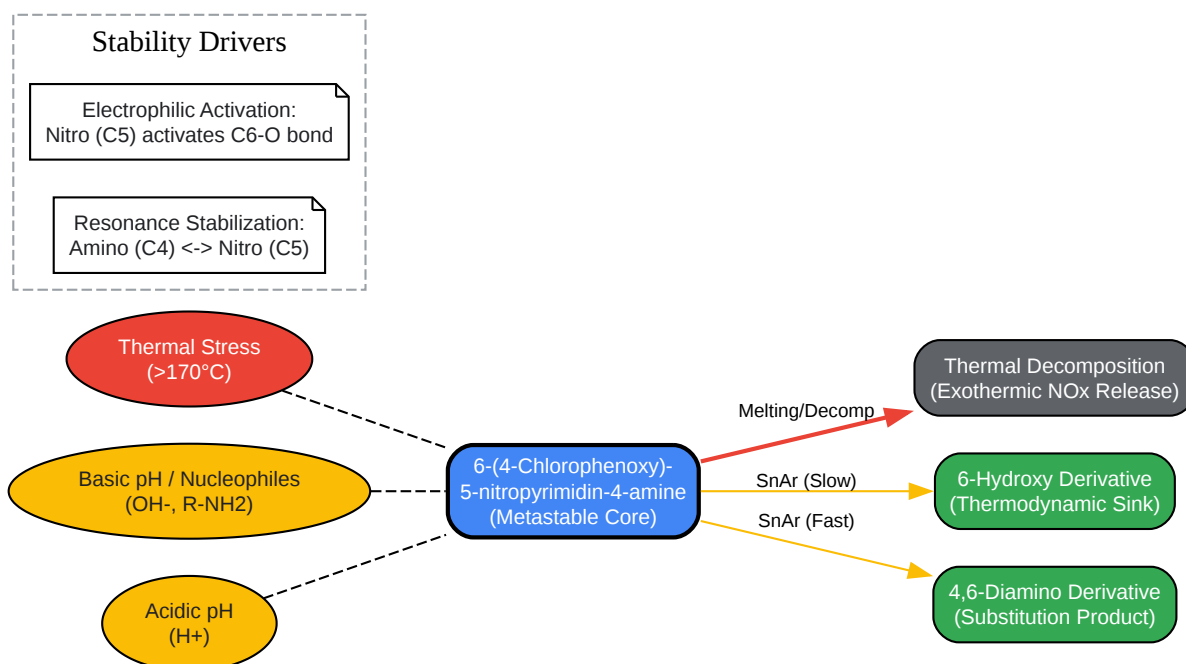 Stability Drivers
Electrophilic Activation:
Nitro (C5) activates C6-O bond
Resonance Stabilization:
Amino (C4) <-> Nitro (C5)
Thermal Stress
(>170°C)
Basic pH / Nucleophiles
(OH-, R-NH2)
Acidic pH
(H+)
6-(4-Chlorophenoxy)-
5-nitropyrimidin-4-amine
(Metastable Core)
Melting/Decomp
SnAr (Slow)
SnAr (Fast)
Thermal Decomposition
(Exothermic NOx Release)
6-Hydroxy Derivative
(Thermodynamic Sink)
4,6-Diamino Derivative
(Substitution Product)